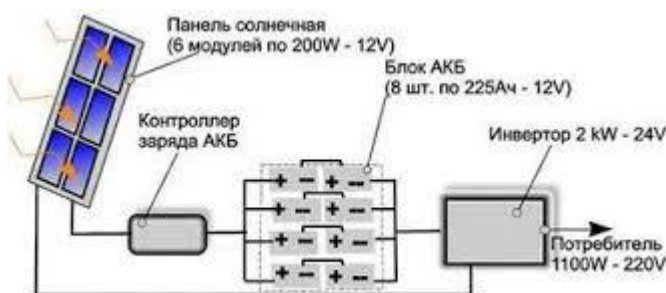 Панель солнечная
(6 модулей по 200W - 12V)
Блок АКБ
(8 шт. по 225Ач - 12V)
Контроллер
заряда АКБ
Инвертор 2 kW - 24V
+ -- + --
+ -- + --
+ -- + --
+ -- + --
Потребитель
1100W - 220V